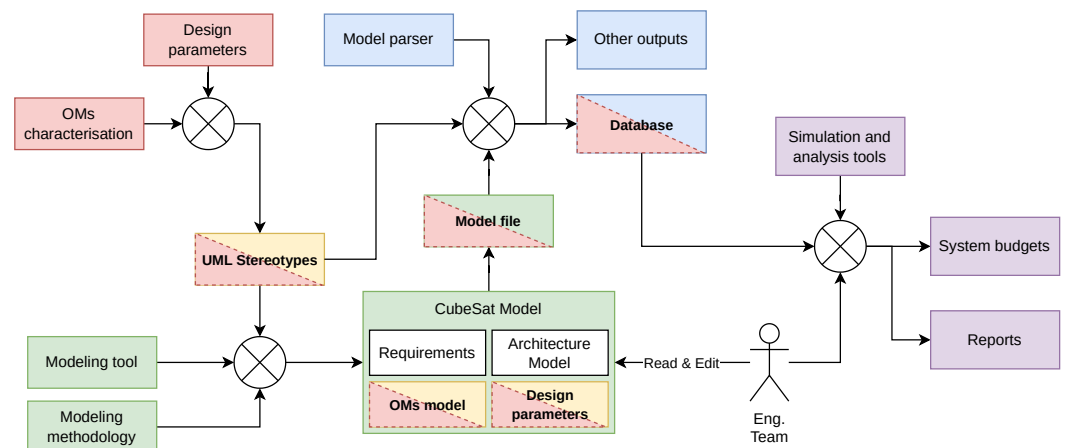 Design
parameters
Model parser
Other outputs
OMs
characterisation
Database
Simulation and
analysis tools
Model file
UML Stereotypes
System budgets
CubeSat Model
Requirements
Architecture
Model
Modeling tool
Read & Edit
Reports
OMs model
Design
parameters
Modeling
methodology
Eng.
Team